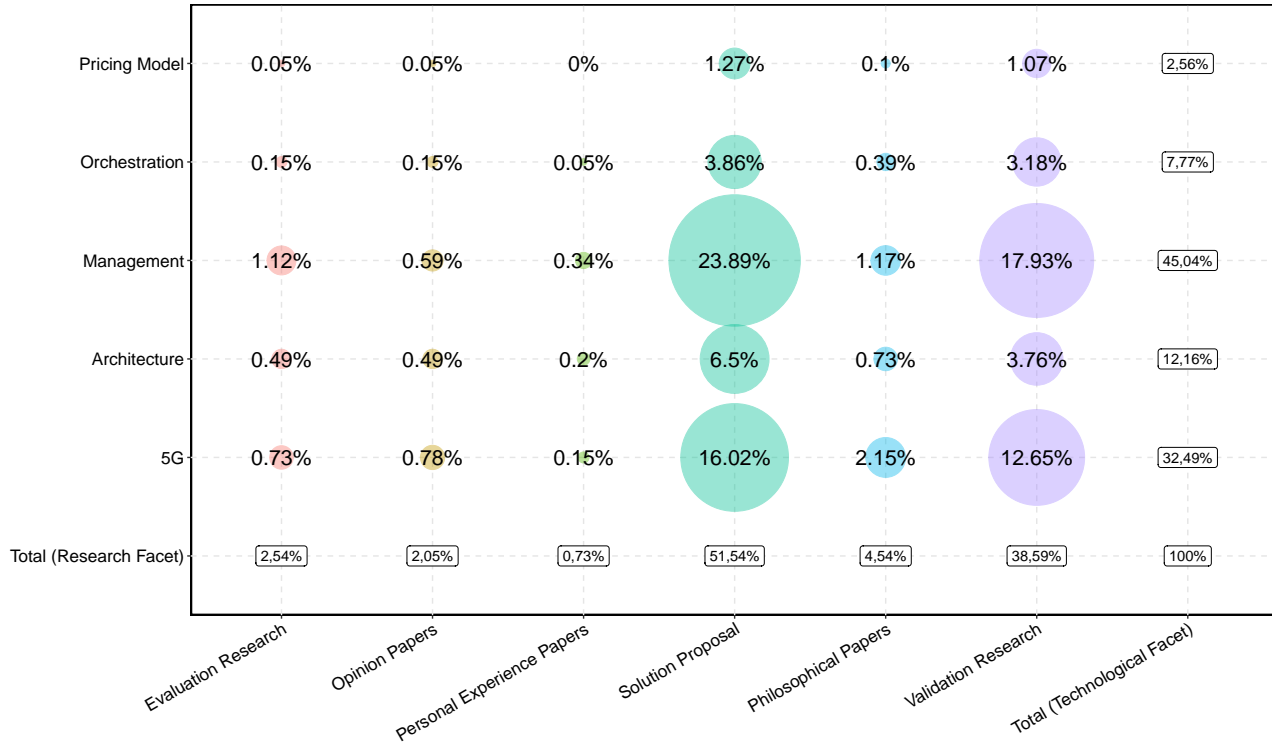 Pricing Model 0.05% 0.05% 0% 1.27% 0.1% 1.07% 2,56%
Orchestration 0.15% 0.15% 0.05% 3.86% 0.39% 3.18% 7,77%
Management 1.12% 0.59% 0.34% 23.89% 1.17% 17.93% 45,04%
Architecture 0.49% 0.49% 0.2% 6.5% 0.73% 3.76% 12,16%
5G 0.73% 0.78% 0.15% 16.02% 2.15% 12.65% 32,49%
Total (Research Facet) 2,54% 2,05% 0,73% 51,54% 4,54% 38,59% 100%
Evaluation Research
Opinion Papers
Personal Experience Papers
Solution Proposal
Philosophical Papers
Validation Research
Total (Technological Facet)